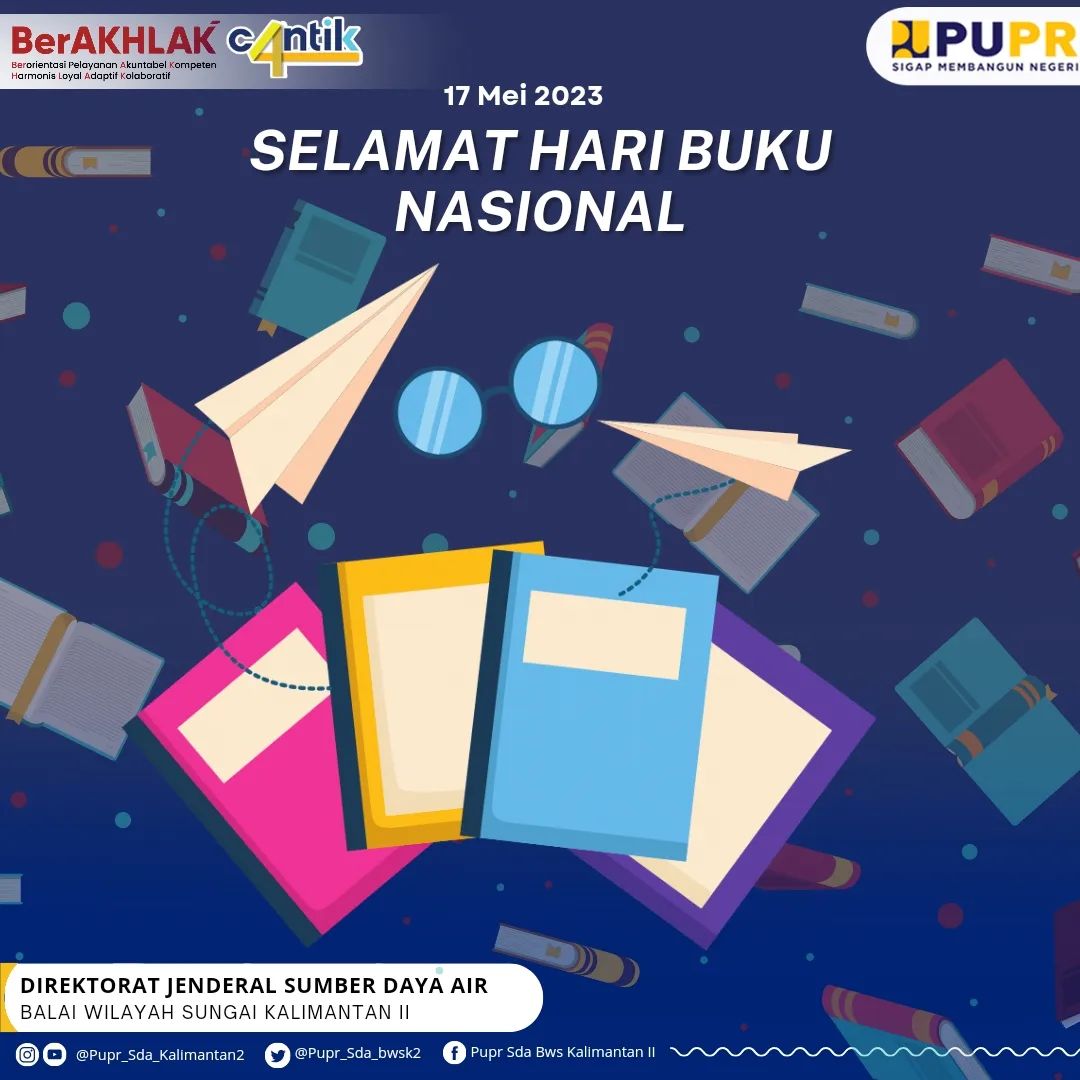 BerAKHLAK
Berorientasi Pelayanan Akuntabel Kompeten
Harmonis Loyal Adaptif Kolaboratif
c4ntik
PUPR
SIGAP MEMBANGUN NEGERI
17 Mei 2023
SELAMAT HARI BUKU
NASIONAL
DIREKTORAT JENDERAL SUMBER DAYA AIR
BALAI WILAYAH SUNGAI KALIMANTAN II
@Pupr_Sda_Kalimantan2 @Pupr_Sda_bwsk2 Pupr Sda Bws Kalimantan II